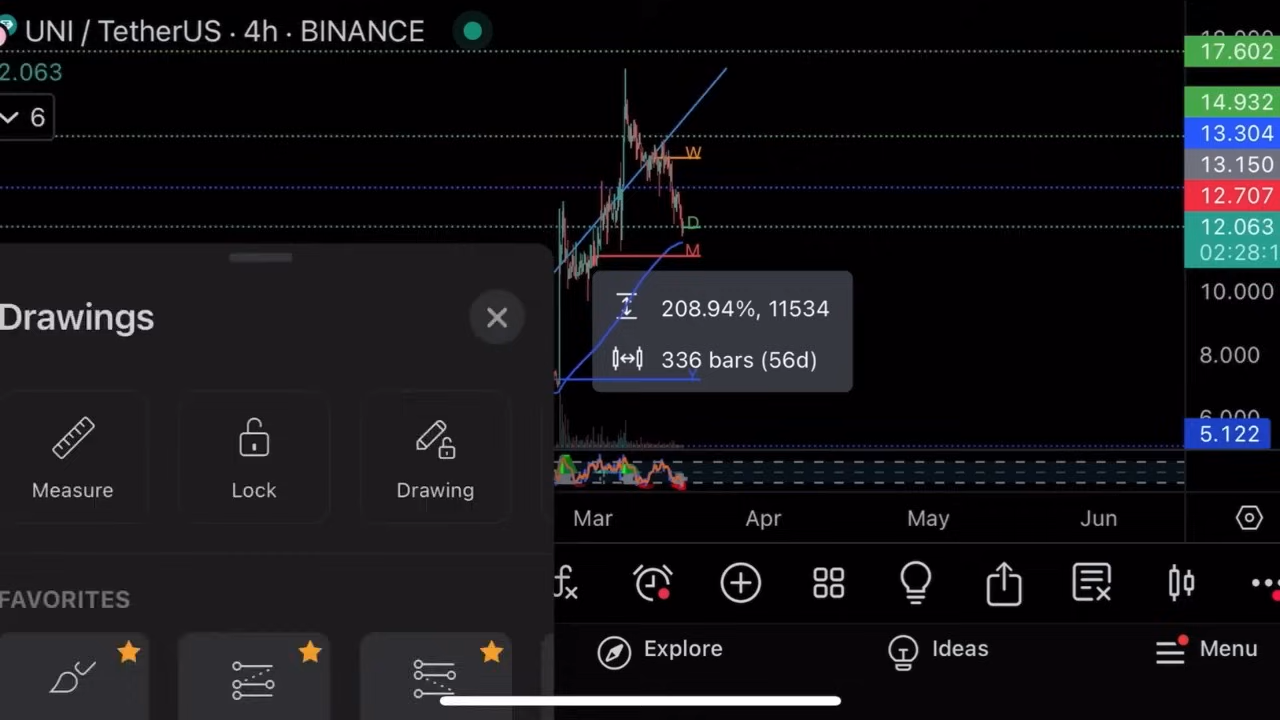 UNI / TetherUS · 4h · BINANCE
2.063
6
17.602
14.932
13.304
13.150
12.707
12.063
02:28:1
10.000
8.000
6.000
5.122
W
D
M
Y
208.94%, 11534
336 bars (56d)
Drawings
Measure
Lock
Drawing
FAVORITES
Mar
Apr
May
Jun
Explore
Ideas
Menu